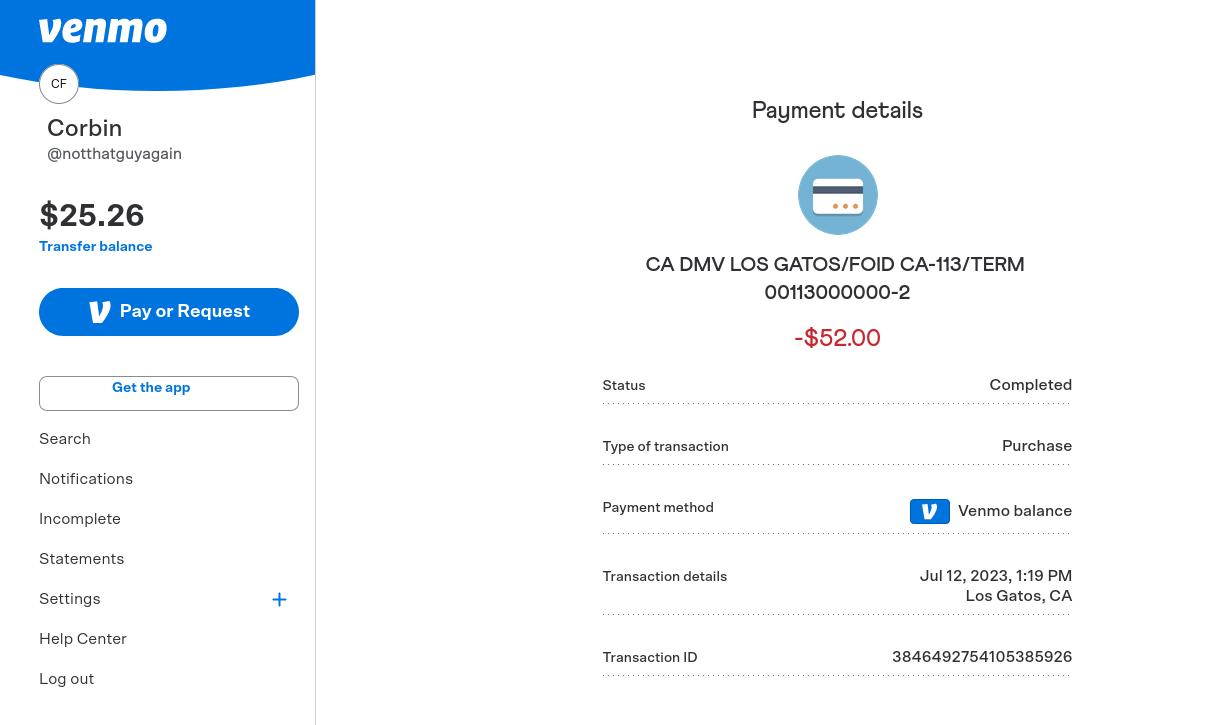 venmo
CF
Corbin
@notthatguyagain
$25.26
Transfer balance
Pay or Request
Get the app
Search
Notifications
Incomplete
Statements
Settings +
Help Center
Log out
Payment details
CA DMV LOS GATOS/FOID CA-113/TERM
00113000000-2
-$52.00
Status Completed
Type of transaction Purchase
Payment method Venmo balance
Transaction details Jul 12, 2023, 1:19 PM
Los Gatos, CA
Transaction ID 3846492754105385926